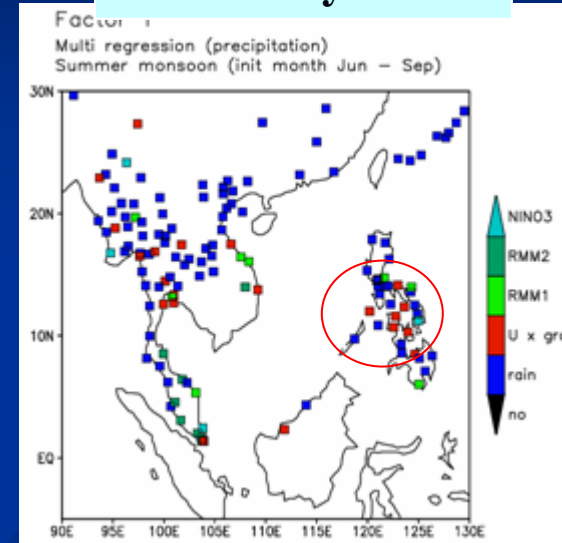 Factor 1
Multi regression (precipitation)
Summer monsoon (init month Jun – Sep)
30N
20N
10N
EQ
90E 95E 100E 105E 110E 115E 120E 125E 130E
NINO3
RMM2
RMM1
U x gr
rain
no